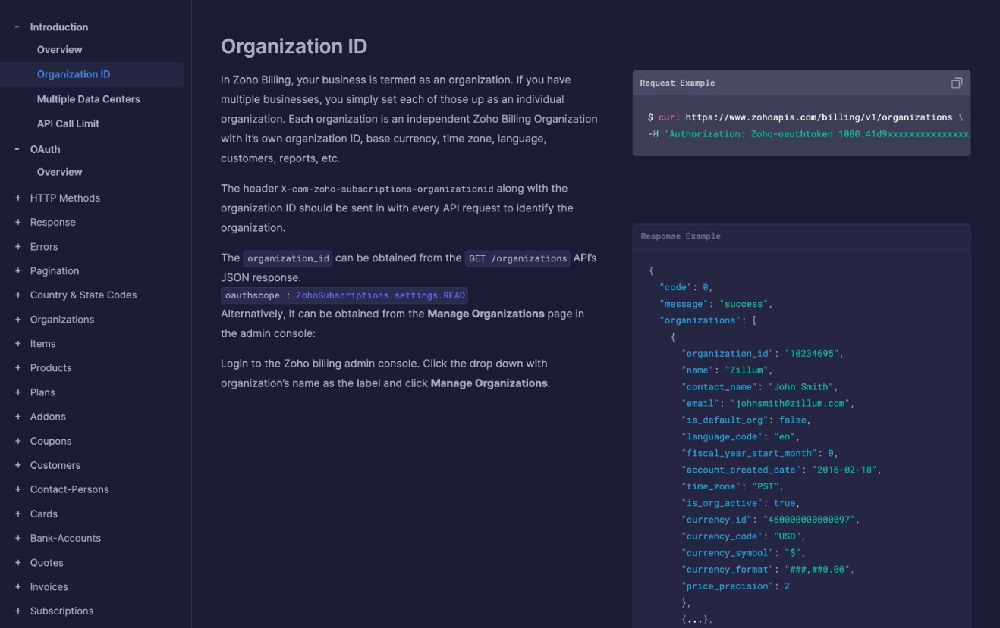 - Introduction
Overview
Organization ID
Multiple Data Centers
API Call Limit
- OAuth
Overview
+ HTTP Methods
+ Response
+ Errors
+ Pagination
+ Country & State Codes
+ Organizations
+ Items
+ Products
+ Plans
+ Addons
+ Coupons
+ Customers
+ Contact-Persons
+ Cards
+ Bank-Accounts
+ Quotes
+ Invoices
+ Subscriptions
Organization ID
In Zoho Billing, your business is termed as an organization. If you have
multiple businesses, you simply set each of those up as an individual
organization. Each organization is an independent Zoho Billing Organization
with it’s own organization ID, base currency, time zone, language,
customers, reports, etc.
The header X-com-zoho-subscriptions-organizationid along with the
organization ID should be sent in with every API request to identify the
organization.
The organization_id can be obtained from the GET /organizations API’s
JSON response.
oauthscope : ZohoSubscriptions.settings.READ
Alternatively, it can be obtained from the Manage Organizations page in
the admin console:
Login to the Zoho billing admin console. Click the drop down with
organization’s name as the label and click Manage Organizations.
Request Example
$ curl https://www.zohoapis.com/billing/v1/organizations \
-H 'Authorization: Zoho-oauthtoken 1000.41d9xxxxxxxxxxxxxxx
Response Example
{
"code": 0,
"message": "success",
"organizations": [
{
"organization_id": "10234695",
"name": "Zillum",
"contact_name": "John Smith",
"email": "johnsmith@zillum.com",
"is_default_org": false,
"language_code": "en",
"fiscal_year_start_month": 0,
"account_created_date": "2016-02-18",
"time_zone": "PST",
"is_org_active": true,
"currency_id": "460000000000097",
"currency_code": "USD",
"currency_symbol": "$",
"currency_format": "###,##0.00",
"price_precision": 2
},
{...},